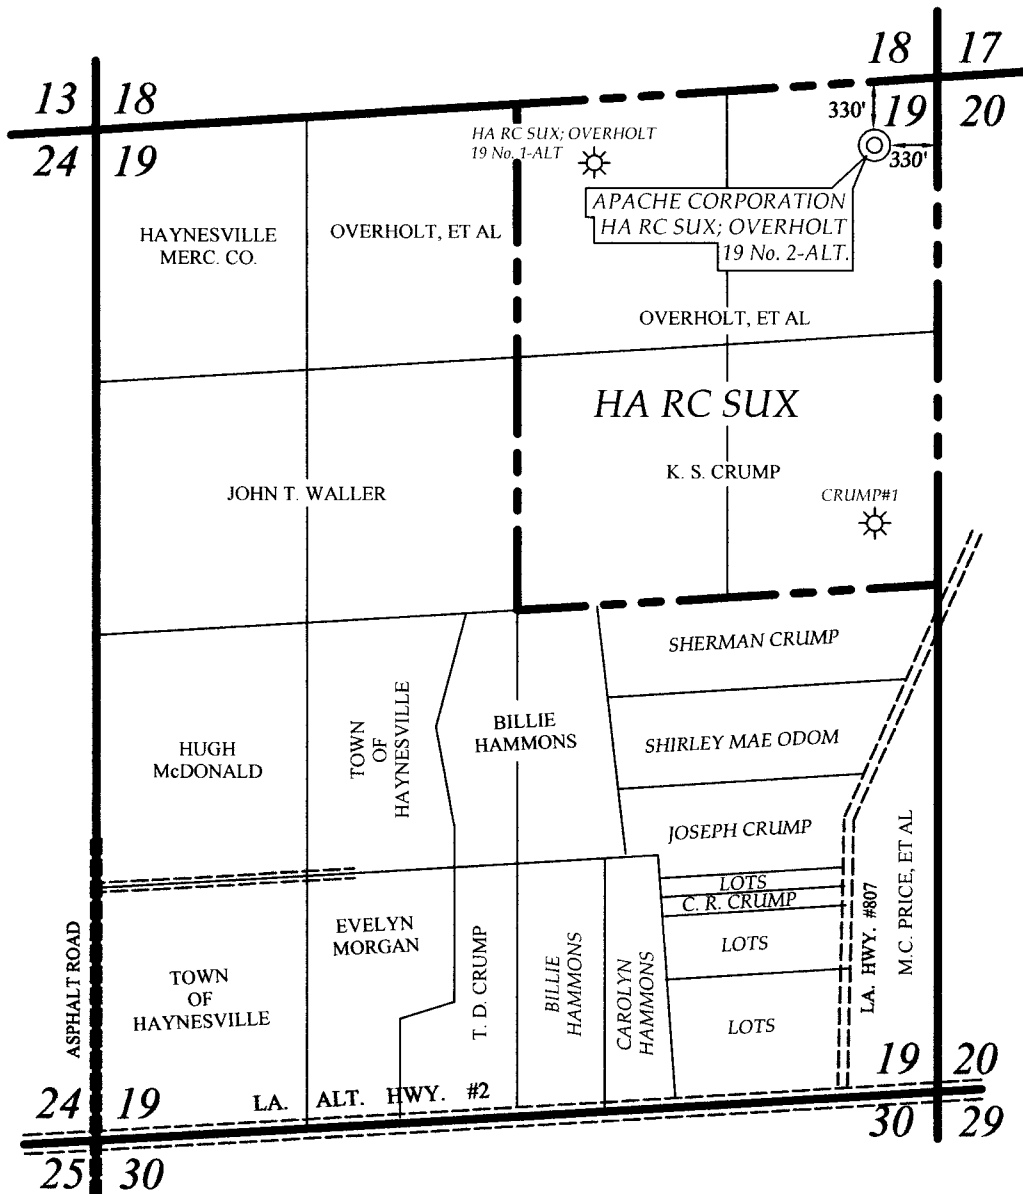 18 17
13 18
330' 19 20
HA RC SUX; OVERHOLT
19 No. 1-ALT
24 19
330'
APACHE CORPORATION
HA RC SUX; OVERHOLT
19 No. 2-ALT.
HAYNESVILLE
MERC. CO.
OVERHOLT, ET AL
OVERHOLT, ET AL
HA RC SUX
K. S. CRUMP
JOHN T. WALLER
CRUMP#1
SHERMAN CRUMP
HUGH
McDONALD
TOWN
OF
HAYNESVILLE
BILLIE
HAMMONS
SHIRLEY MAE ODOM
JOSEPH CRUMP
LOTS
C. R. CRUMP
LOTS
LOTS
M.C. PRICE, ET AL
LA. HWY. #807
EVELYN
MORGAN
T. D. CRUMP
BILLIE
HAMMONS
CAROLYN
HAMMONS
ASPHALT ROAD
TOWN
OF
HAYNESVILLE
19 20
24 19
LA. ALT. HWY. #2
30 29
25 30